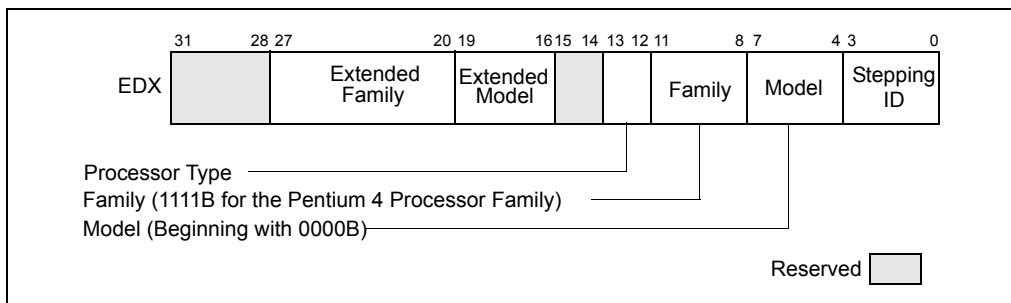 31 28 27 20 19 16 15 14 13 12 11 8 7 4 3 0
EDX
Extended Family
Extended Model
Family
Model
Stepping ID
Processor Type
Family (1111B for the Pentium 4 Processor Family)
Model (Beginning with 0000B)
Reserved